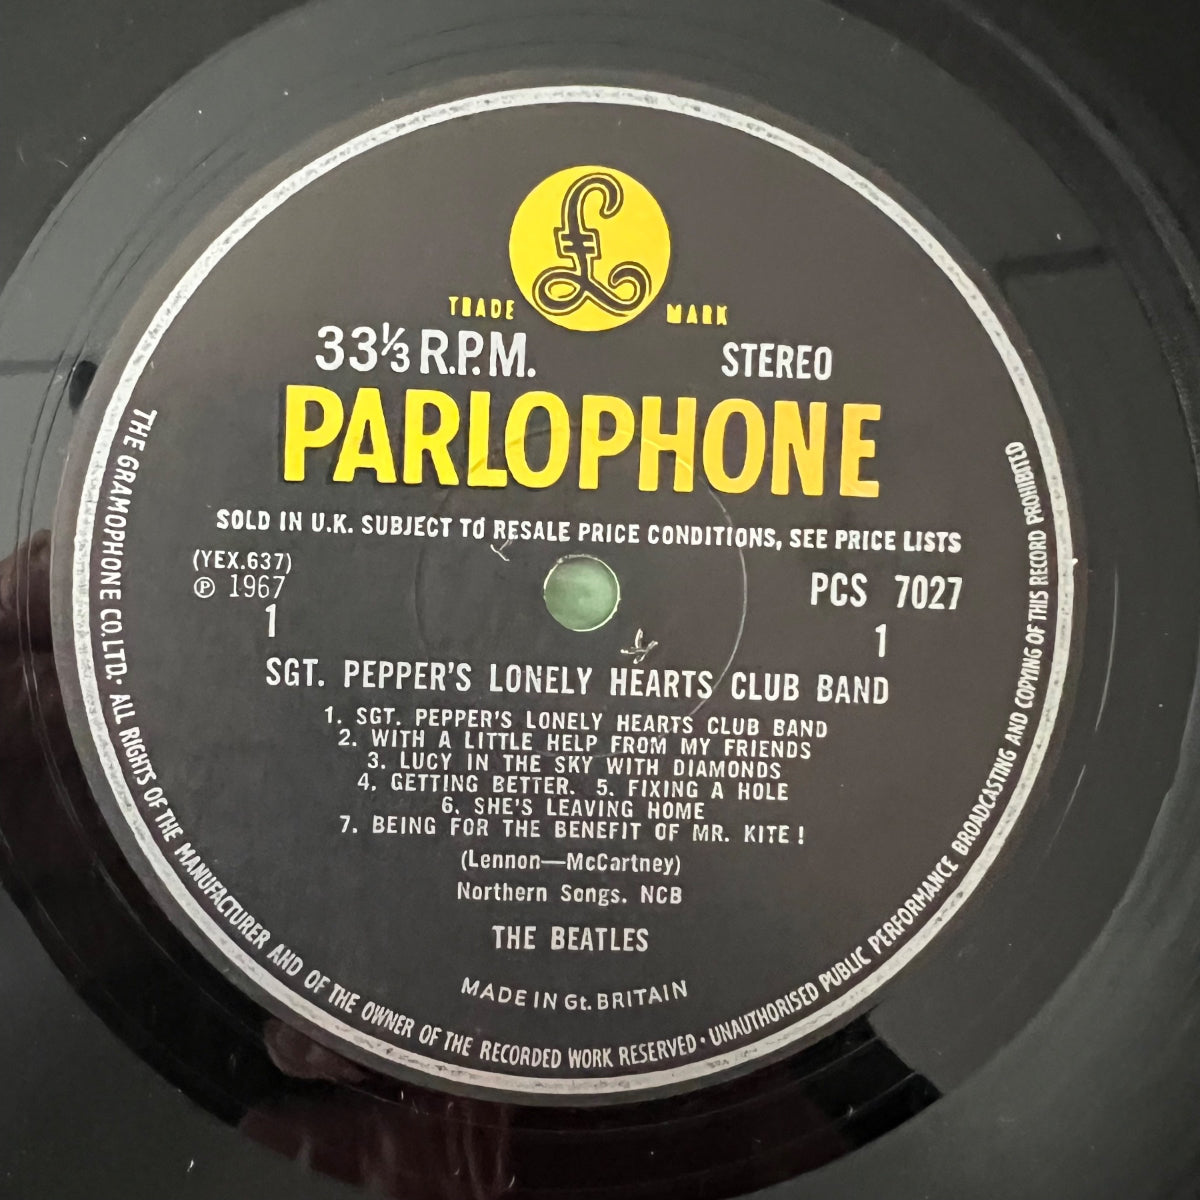 TRADE MARK
33⅓ R.P.M. STEREO
PARLOPHONE
SOLD IN U.K. SUBJECT TO RESALE PRICE CONDITIONS, SEE PRICE LISTS
(YEX.637)
℗ 1967 PCS 7027
1 1
SGT. PEPPER'S LONELY HEARTS CLUB BAND
1. SGT. PEPPER'S LONELY HEARTS CLUB BAND
2. WITH A LITTLE HELP FROM MY FRIENDS
3. LUCY IN THE SKY WITH DIAMONDS
4. GETTING BETTER. 5. FIXING A HOLE
6. SHE'S LEAVING HOME
7. BEING FOR THE BENEFIT OF MR. KITE!
(Lennon—McCartney)
Northern Songs. NCB
THE BEATLES
MADE IN Gt. BRITAIN
THE GRAMOPHONE CO. LTD. · ALL RIGHTS OF THE MANUFACTURER AND OF THE OWNER OF THE RECORDED WORK RESERVED · UNAUTHORISED PUBLIC PERFORMANCE BROADCASTING AND COPYING OF THIS RECORD PROHIBITED